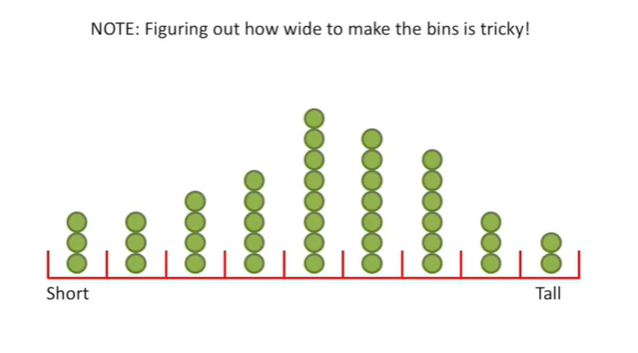 NOTE: Figuring out how wide to make the bins is tricky!
Short
Tall